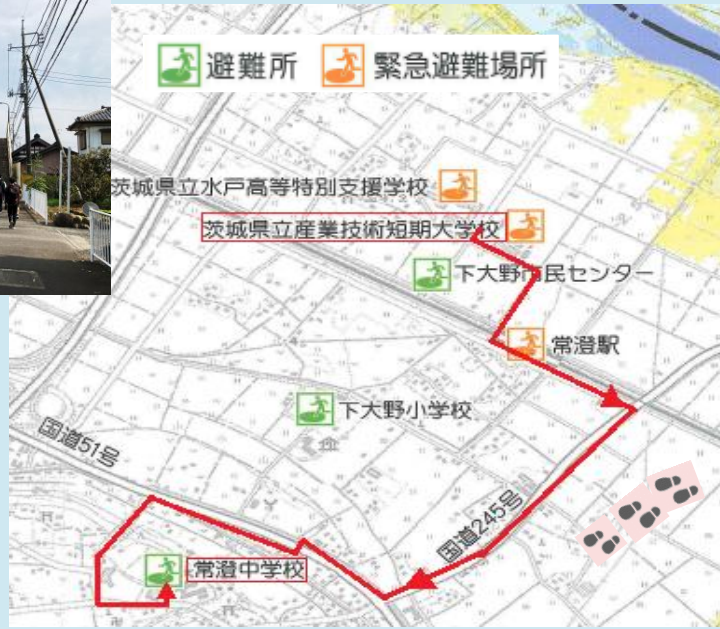 避難所 緊急避難場所
茨城県立水戸高等特別支援学校
茨城県立産業技術短期大学校
下大野市民センター
常澄駅
下大野小学校
国道51号
国道245号
常澄中学校